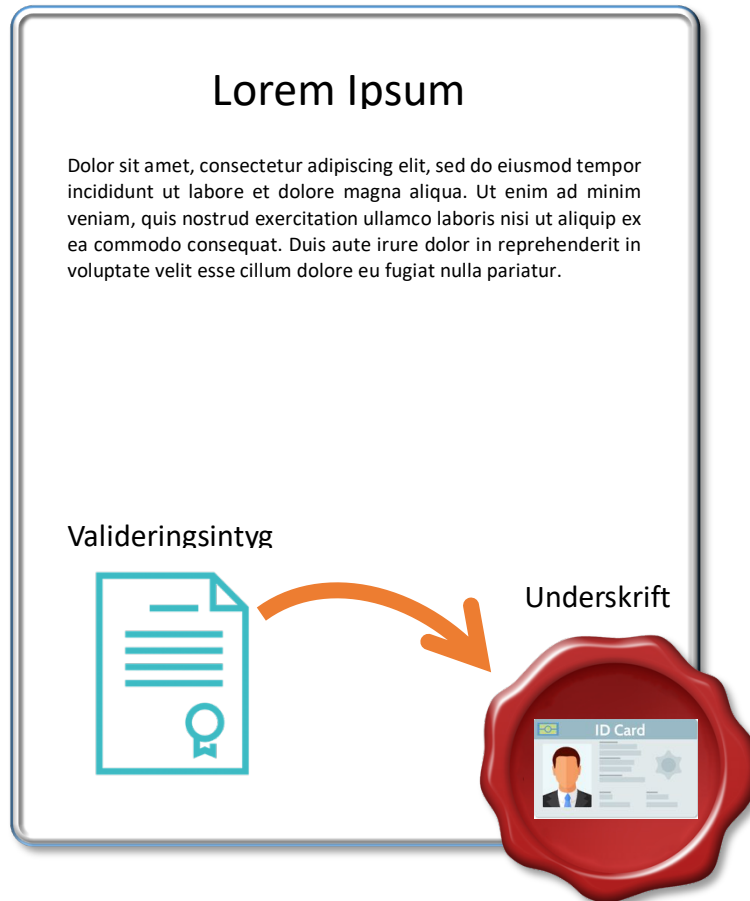 Lorem Ipsum
Dolor sit amet, consectetur adipiscing elit, sed do eiusmod tempor
incididunt ut labore et dolore magna aliqua. Ut enim ad minim
veniam, quis nostrud exercitation ullamco laboris nisi ut aliquip ex
ea commodo consequat. Duis aute irure dolor in reprehenderit in
voluptate velit esse cillum dolore eu fugiat nulla pariatur.
Valideringsintyg
Underskrift
ID Card